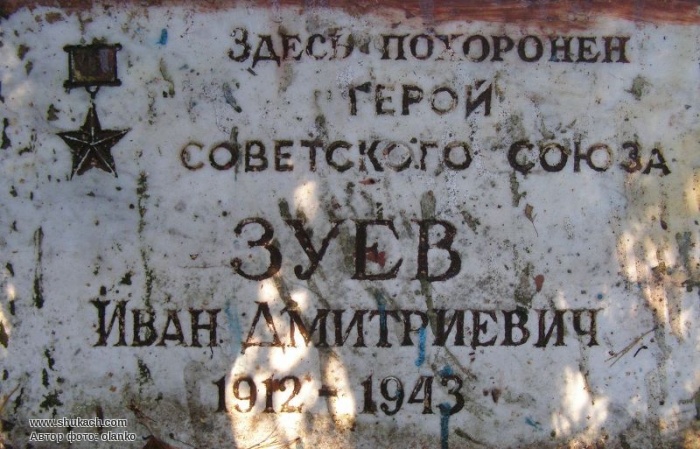 Здесь похоронен
Герой
Советского Союза
Зуев
Иван Дмитриевич
1912 - 1943
www.shukach.com
Автор фото: olanko